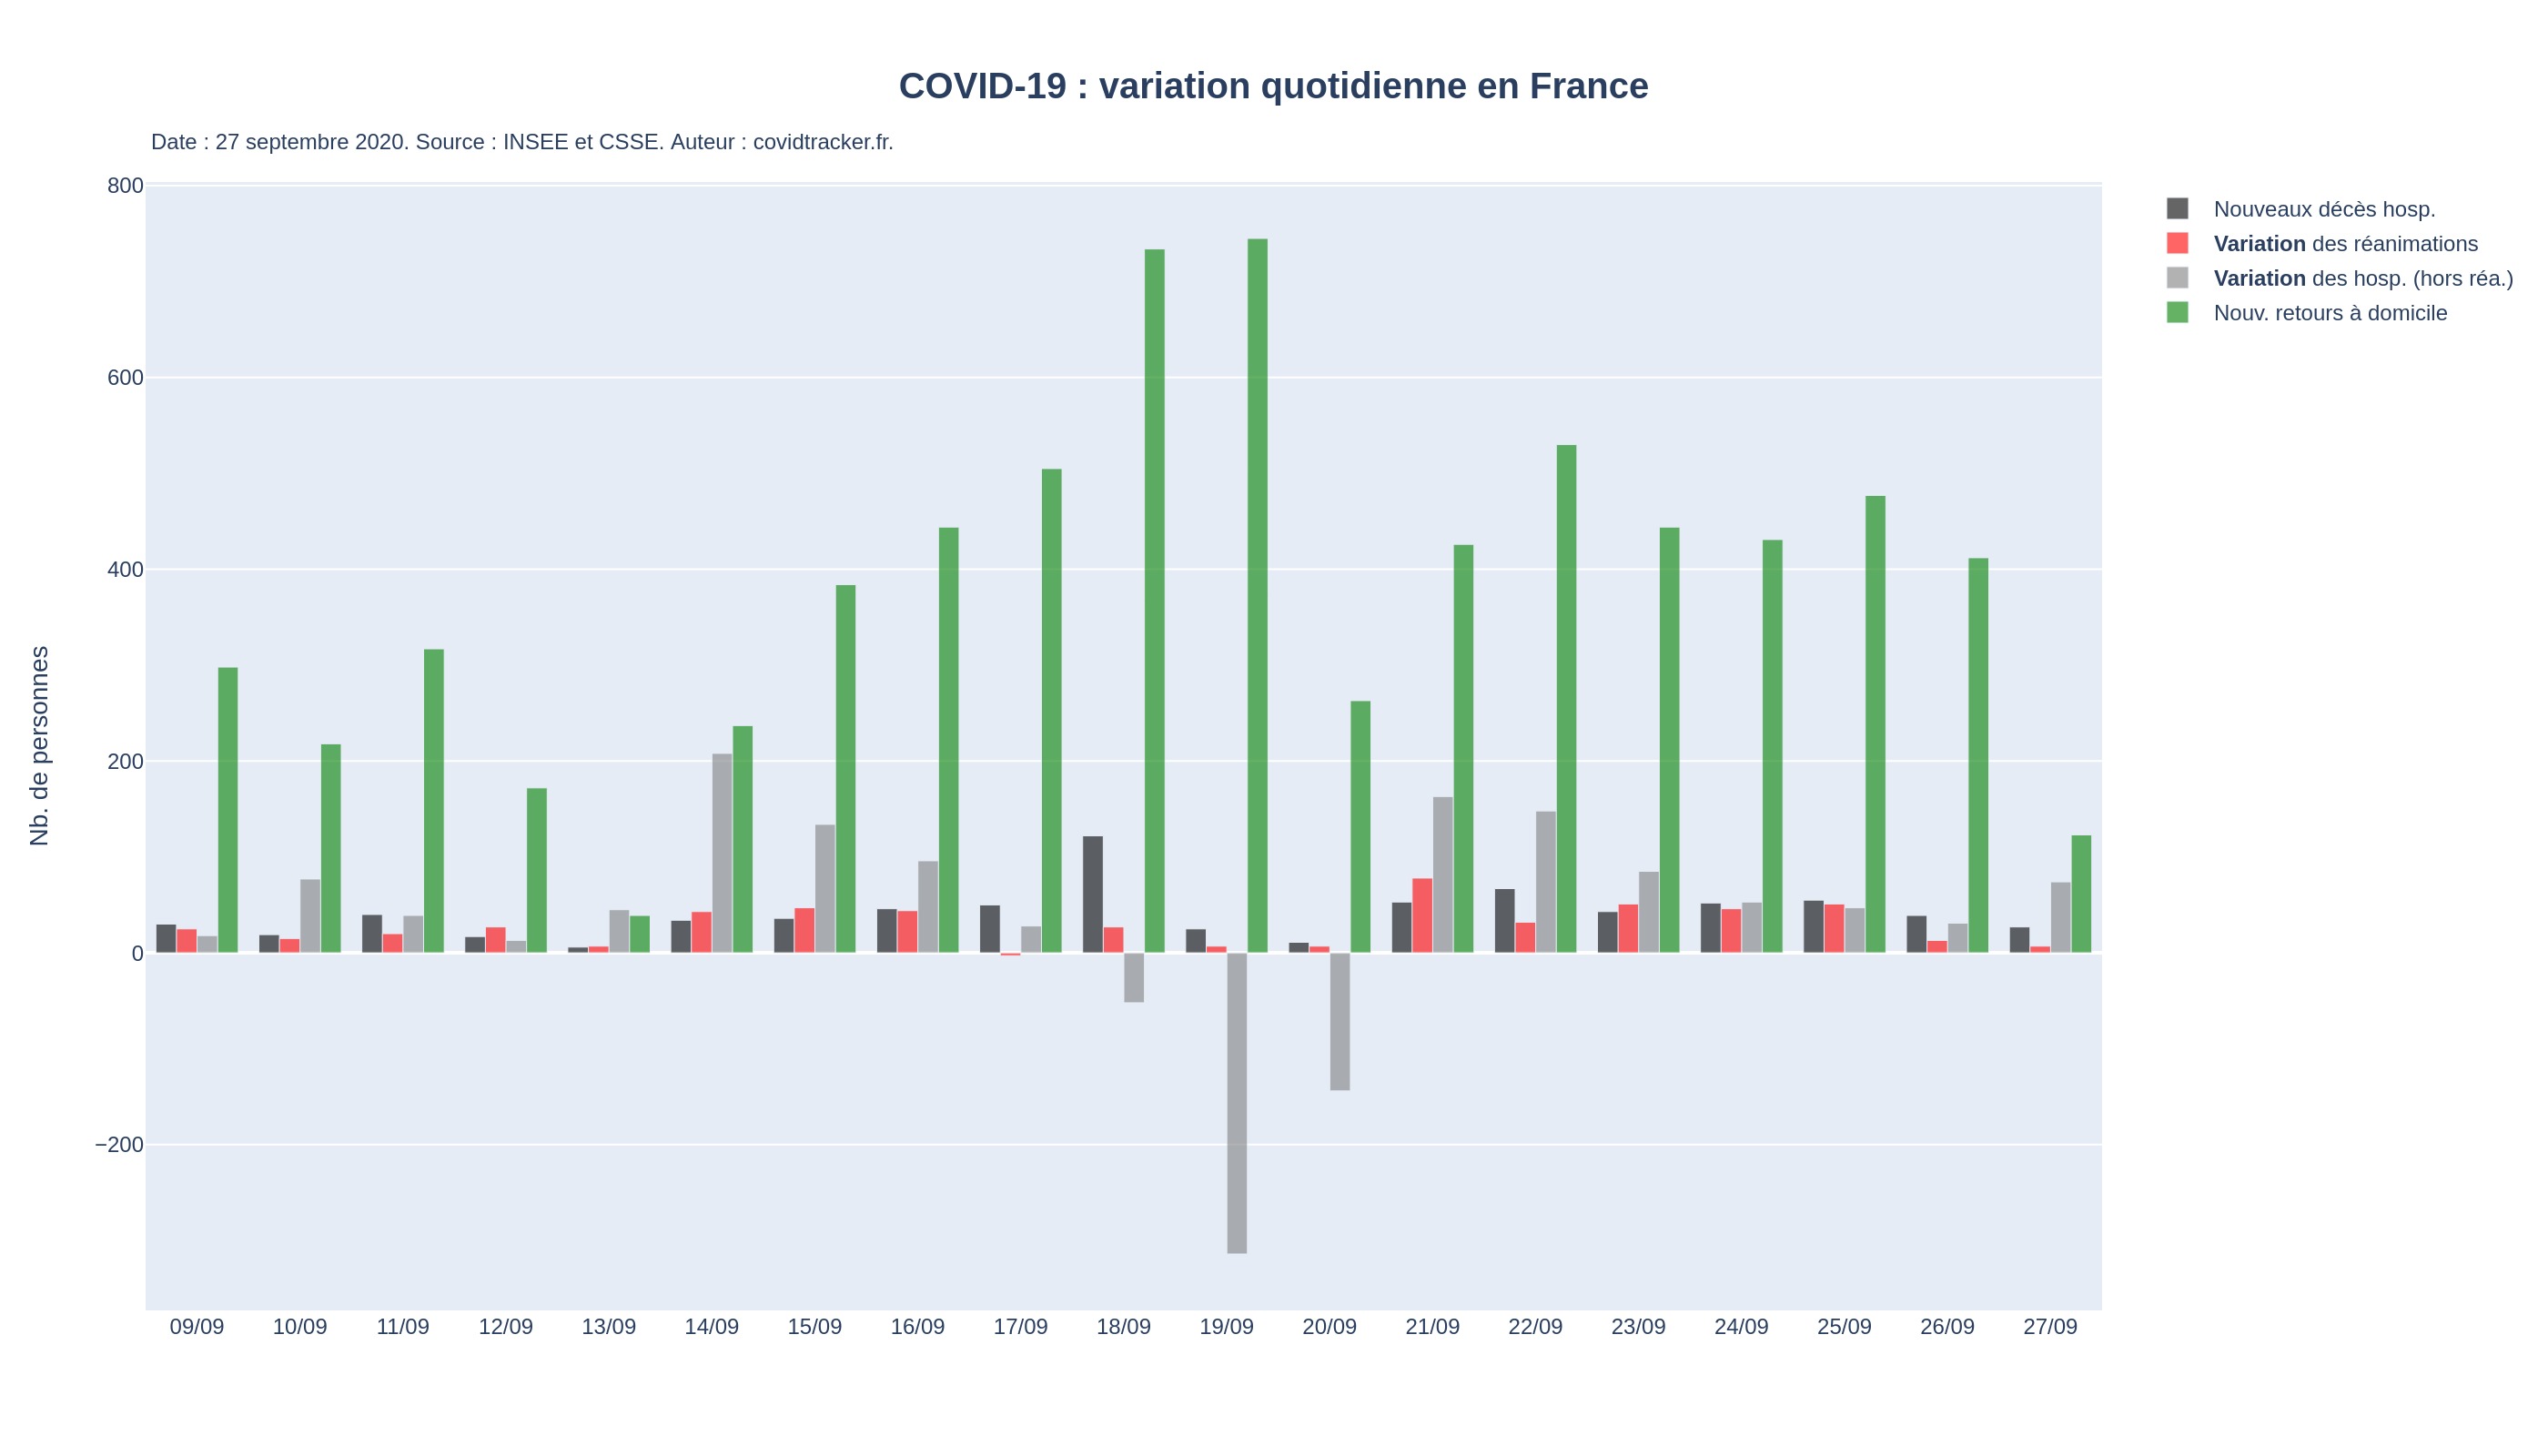 COVID-19 : variation quotidienne en France
Date : 27 septembre 2020. Source : INSEE et CSSE. Auteur : covidtracker.fr.
Nouveaux décès hosp.
Variation des réanimations
Variation des hosp. (hors réa.)
Nouv. retours à domicile
Nb. de personnes
800
600
400
200
0
−200
09/09 10/09 11/09 12/09 13/09 14/09 15/09 16/09 17/09 18/09 19/09 20/09 21/09 22/09 23/09 24/09 25/09 26/09 27/09